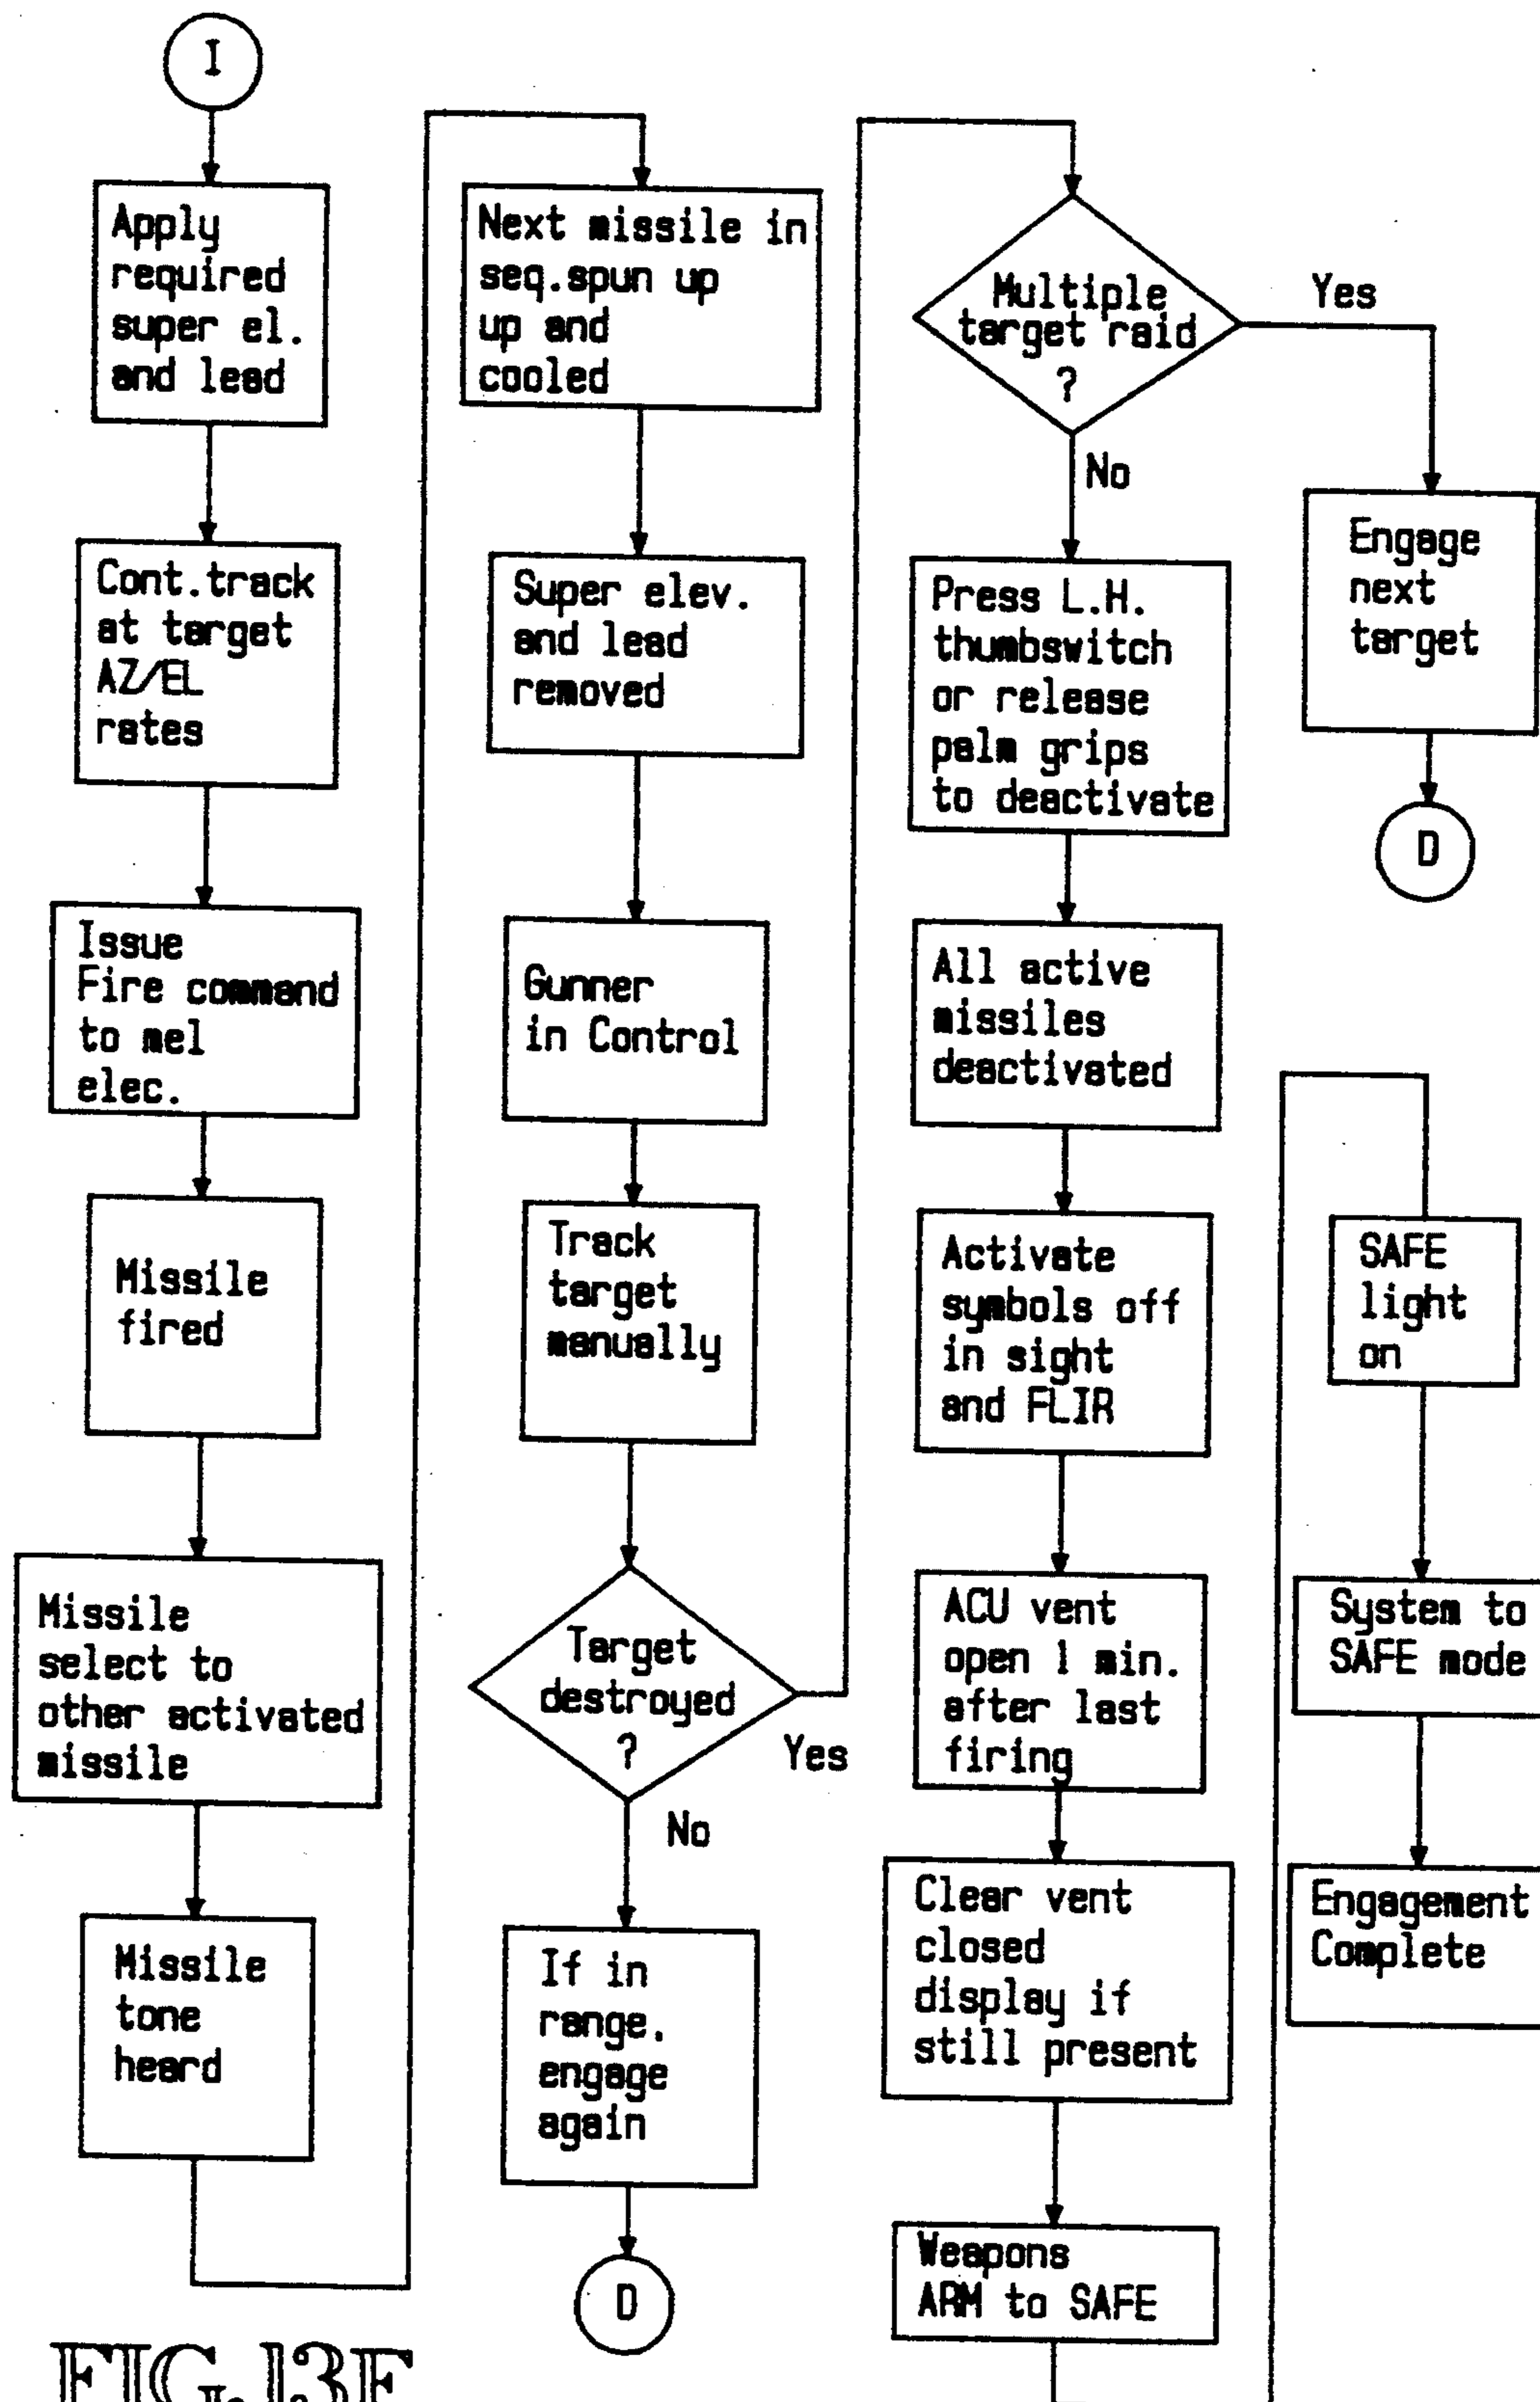 I
Apply
required
super el.
and lead
Cont.track
at target
AZ/EL
rates
Issue
Fire command
to mel
elec.
Missile
fired
Missile
select to
other activated
missile
Missile
tone
heard
Next missile in
seq.spun up
up and
cooled
Super elev.
and lead
removed
Gunner
in Control
Track
target
manually
Target
destroyed
?
Yes
No
If in
range.
engage
again
D
Multiple
target raid
?
Yes
No
Engage
next
target
D
Press L.H.
thumbswitch
or release
palm grips
to deactivate
All active
missiles
deactivated
Activate
symbols off
in sight
and FLIR
ACU vent
open 1 min.
after last
firing
Clear vent
closed
display if
still present
Weapons
ARM to SAFE
SAFE
light
on
System to
SAFE mode
Engagement
Complete
FIG.13F